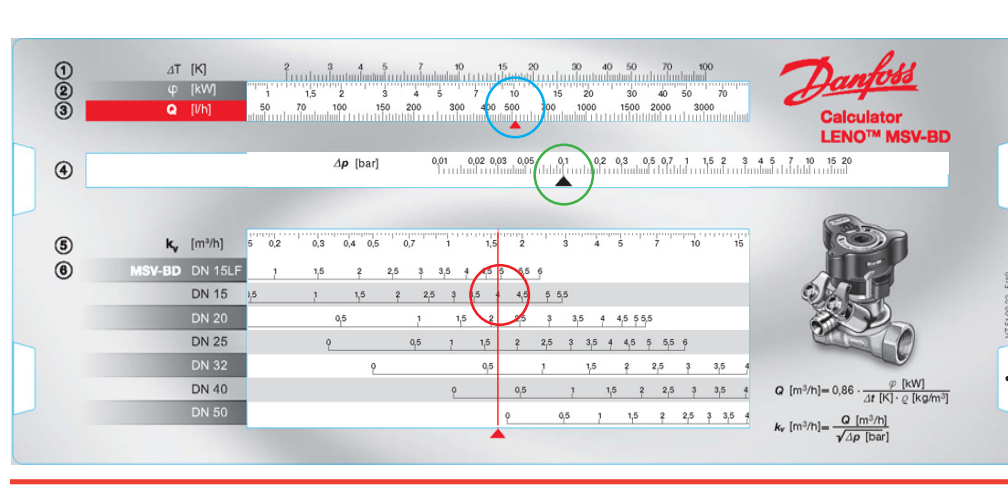 ① ΔT [K] 2 3 4 5 7 10 15 20 30 40 50 70 100
② φ [kW] 1 1,5 2 3 4 5 7 10 15 20 30 40 50 70
③ Q [l/h] 50 70 100 150 200 300 400 500 700 1000 1500 2000 3000
Danfoss
Calculator
LENO™ MSV-BD
④ Δp [bar] 0,01 0,02 0,03 0,05 0,1 0,2 0,3 0,5 0,7 1 1,5 2 3 4 5 7 10 15 20
⑤ kv [m³/h] 5 0,2 0,3 0,4 0,5 0,7 1 1,5 2 3 4 5 7 10 15
⑥ MSV-BD DN 15LF 1 1,5 2 2,5 3 3,5 4 4,5 5 5,5 6
DN 15 ,5 1 1,5 2 2,5 3 3,5 4 4,5 5 5,5
DN 20 0,5 1 1,5 2 2,5 3 3,5 4 4,5 5 5,5
DN 25 0 0,5 1 1,5 2 2,5 3 3,5 4 4,5 5 5,5 6
DN 32 0 0,5 1 1,5 2 2,5 3 3,5 4
DN 40 0 0,5 1 1,5 2 2,5 3 3,5 4
DN 50 0 0,5 1 1,5 2 2,5 3 3,5 4
Q [m³/h]= 0,86 · φ [kW] / Δt [K] · ϱ [kg/m³]
kv [m³/h]= Q [m³/h] / √Δp [bar]